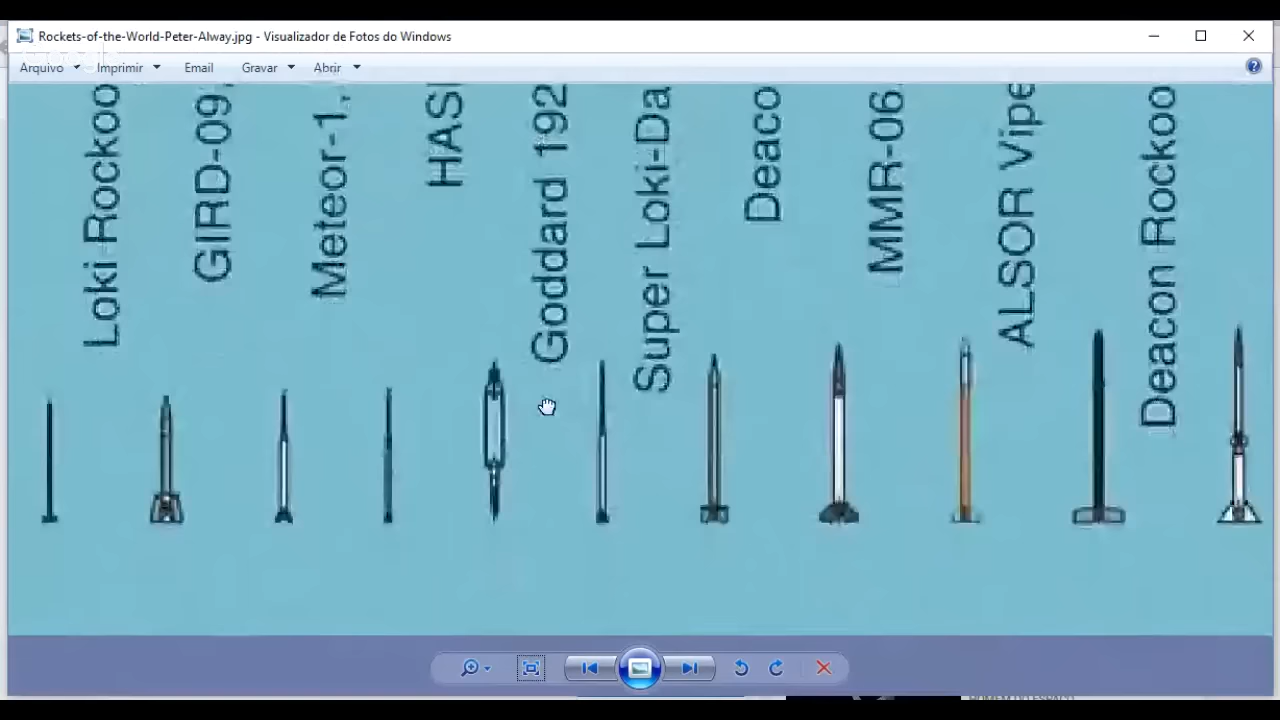 Rockets-of-the-World-Peter-Alway.jpg - Visualizador de Fotos do Windows
Arquivo Imprimir Email Gravar Abrir
Loki-Rockoo
GIRD-09,
Meteor-1,
HAS
Goddard 192
Super Loki-Da
Deaco
MMR-06
ALSOR Vipe
Deacon Rockoo